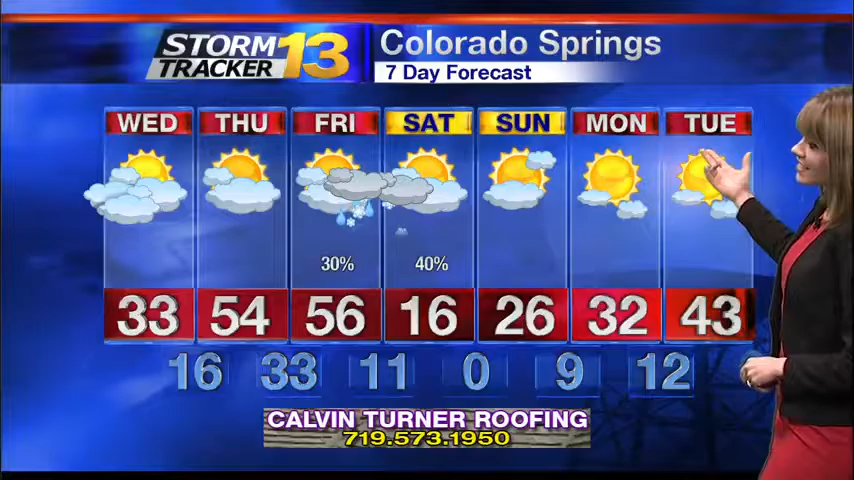 STORM
TRACKER 13
Colorado Springs
7 Day Forecast
WED THU FRI SAT SUN MON TUE
30% 40%
33 54 56 16 26 32 43
16 33 11 0 9 12
CALVIN TURNER ROOFING
719.573.1950